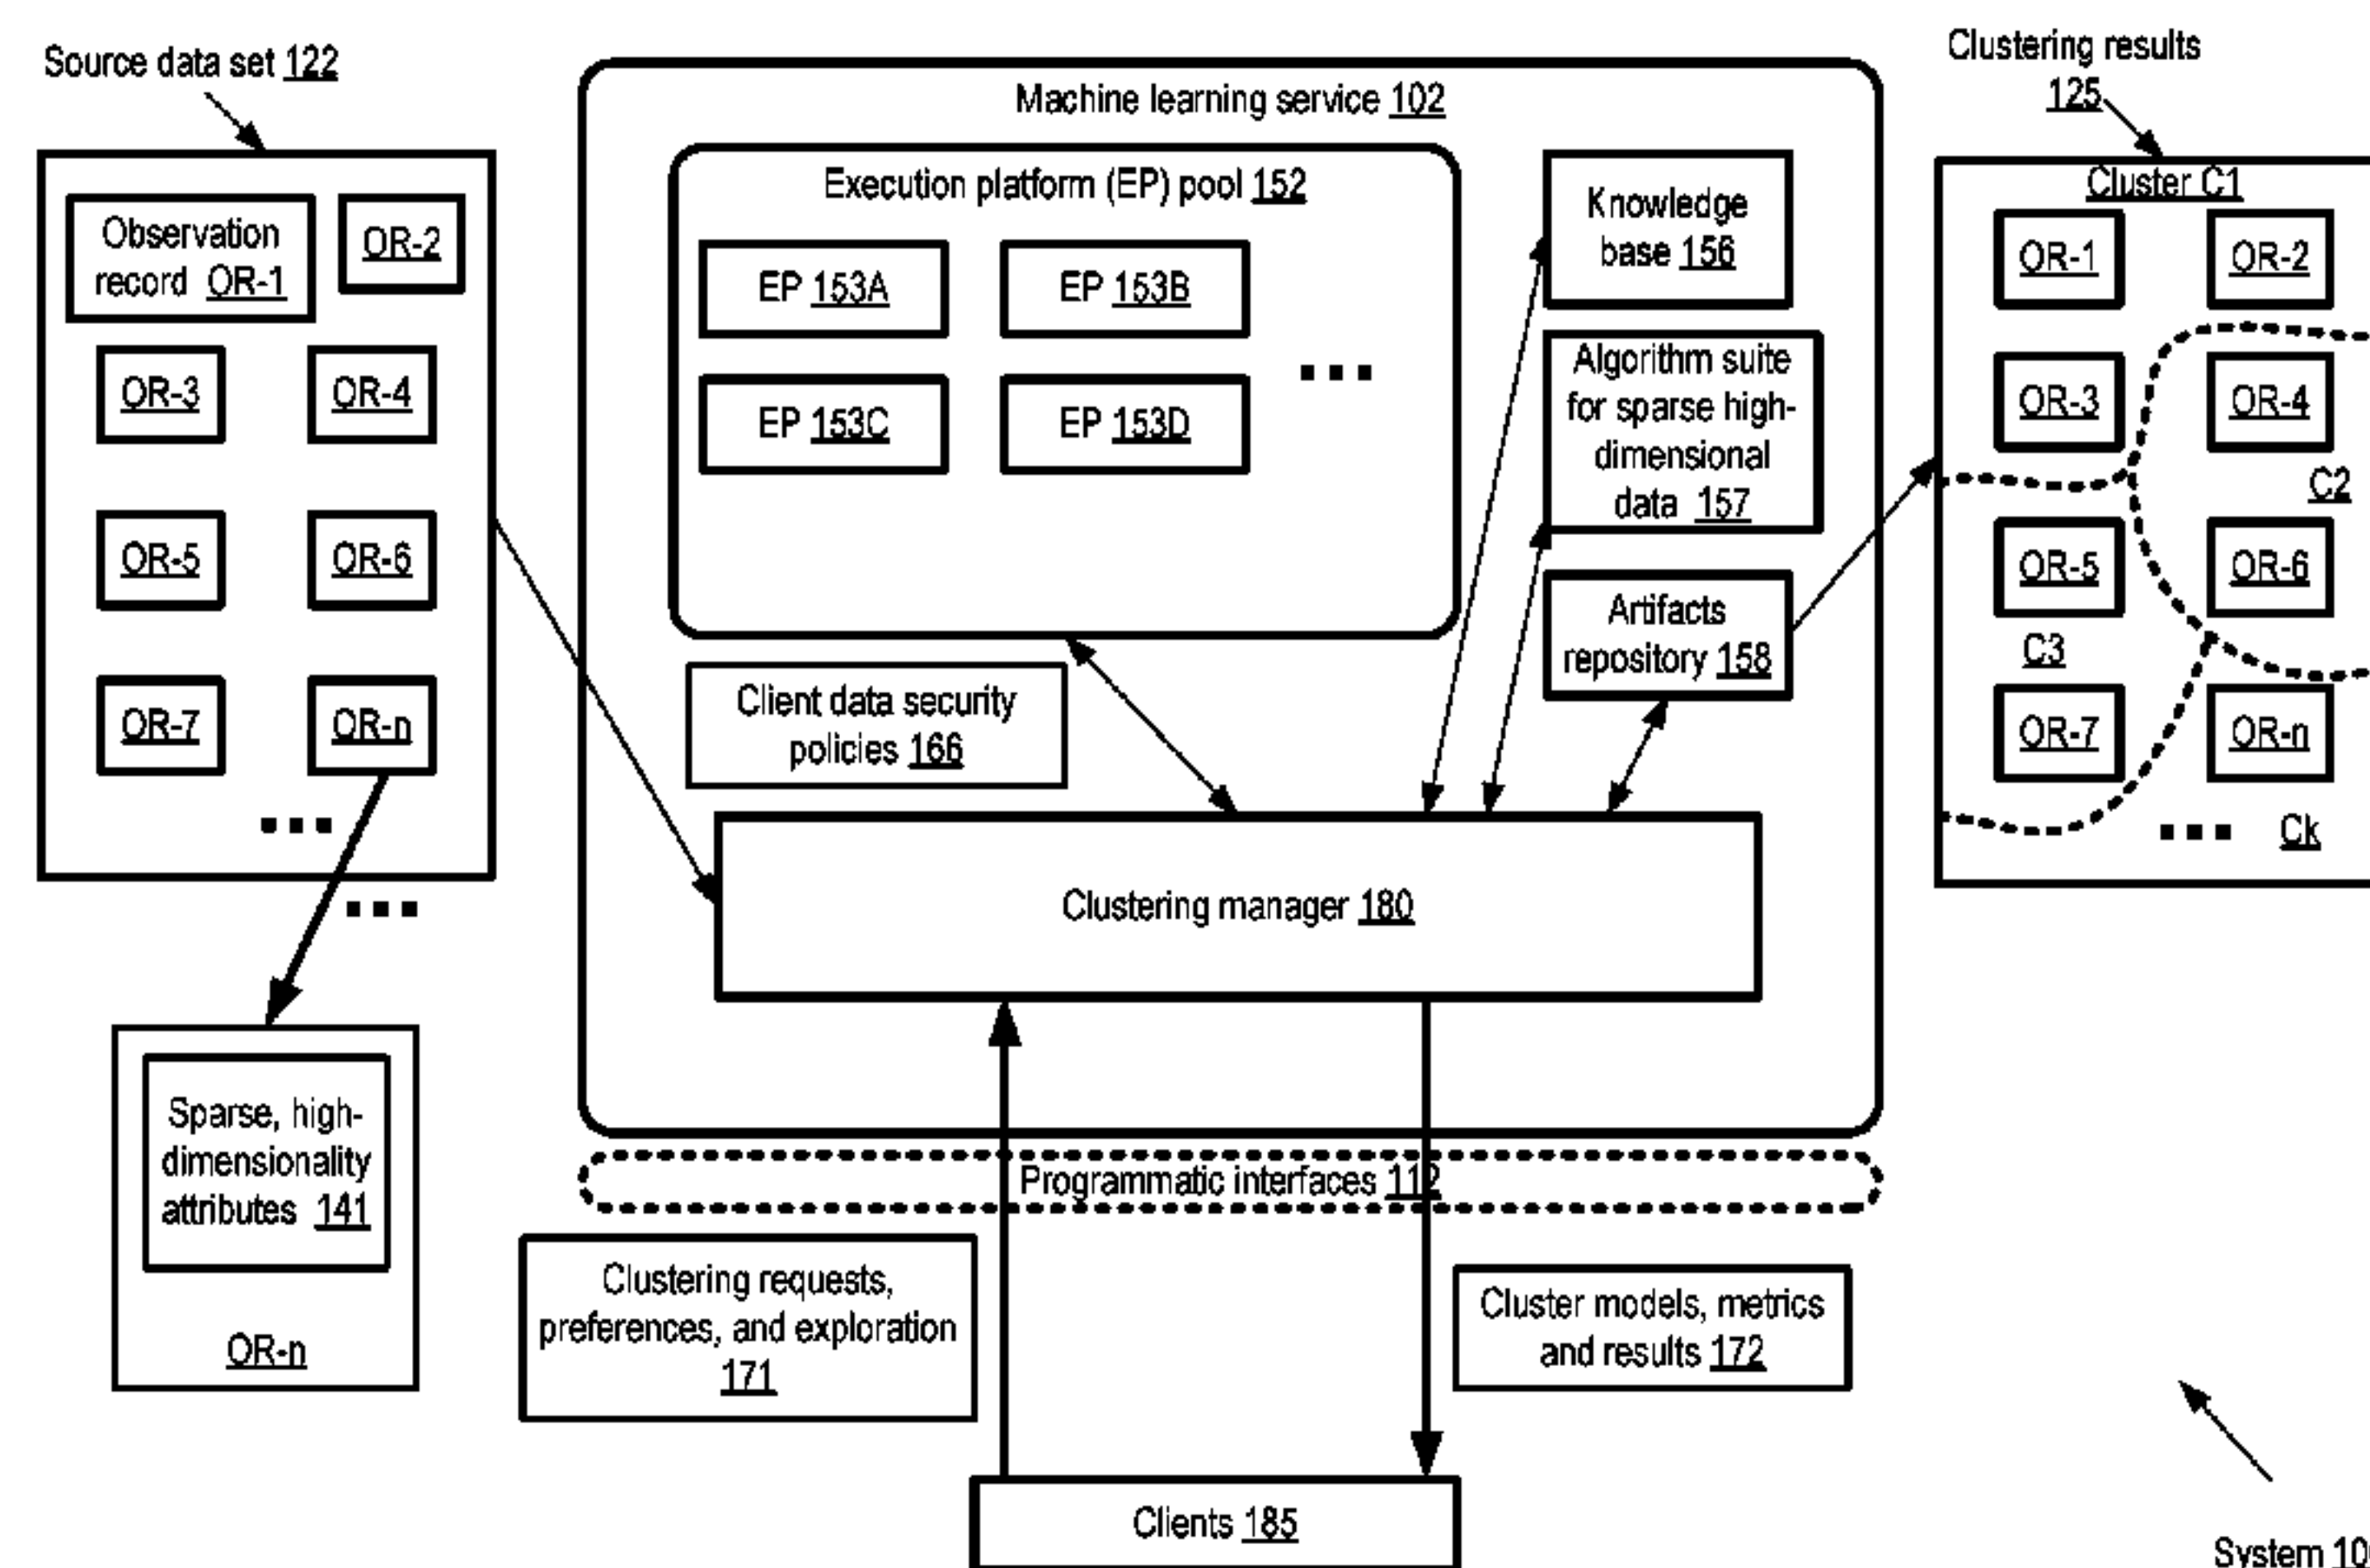 Source data set 122
Observation
record OR-1
OR-2
OR-3
OR-4
OR-5
OR-6
OR-7
OR-n
Sparse, high-
dimensionality
attributes 141
OR-n
Machine learning service 102
Execution platform (EP) pool 152
EP 153A
EP 153B
EP 153C
EP 153D
Knowledge
base 156
Algorithm suite
for sparse high-
dimensional
data 157
Artifacts
repository 158
Client data security
policies 166
Clustering manager 180
Programmatic interfaces 112
Clustering requests,
preferences, and exploration
171
Cluster models, metrics
and results 172
Clients 185
Clustering results
125
Cluster C1
OR-1
OR-2
OR-3
OR-4
C2
OR-5
OR-6
C3
OR-7
OR-n
Ck
System